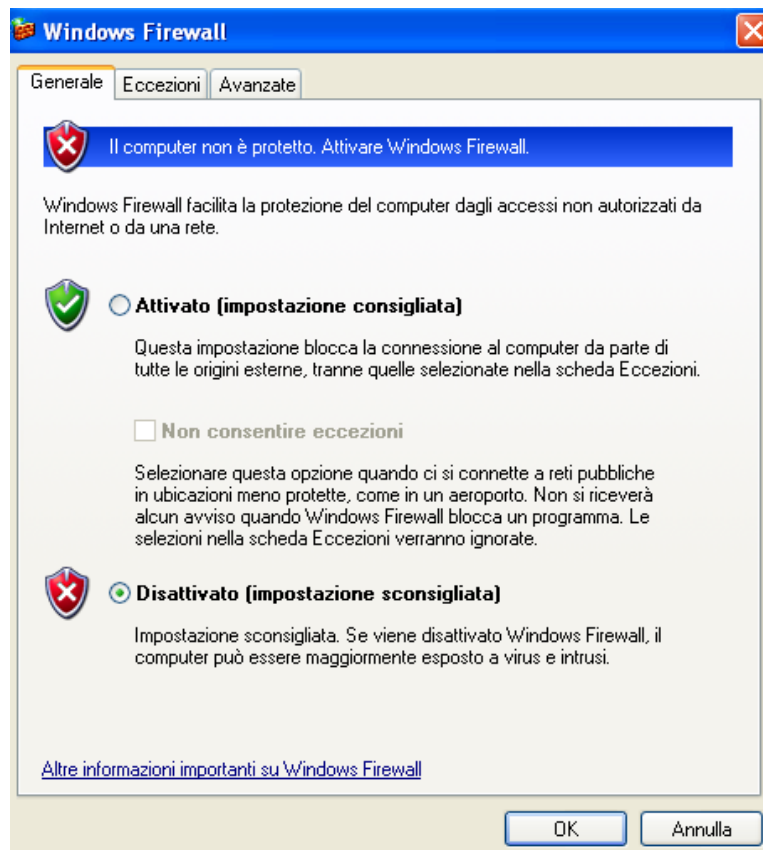 Windows Firewall
Generale
Eccezioni
Avanzate
Il computer non è protetto. Attivare Windows Firewall.
Windows Firewall facilita la protezione del computer dagli accessi non autorizzati da
Internet o da una rete.
Attivato (impostazione consigliata)
Questa impostazione blocca la connessione al computer da parte di
tutte le origini esterne, tranne quelle selezionate nella scheda Eccezioni.
Non consentire eccezioni
Selezionare questa opzione quando ci si connette a reti pubbliche
in ubicazioni meno protette, come in un aeroporto. Non si riceverà
alcun avviso quando Windows Firewall blocca un programma. Le
selezioni nella scheda Eccezioni verranno ignorate.
Disattivato (impostazione sconsigliata)
Impostazione sconsigliata. Se viene disattivato Windows Firewall, il
computer può essere maggiormente esposto a virus e intrusi.
Altre informazioni importanti su Windows Firewall
OK
Annulla